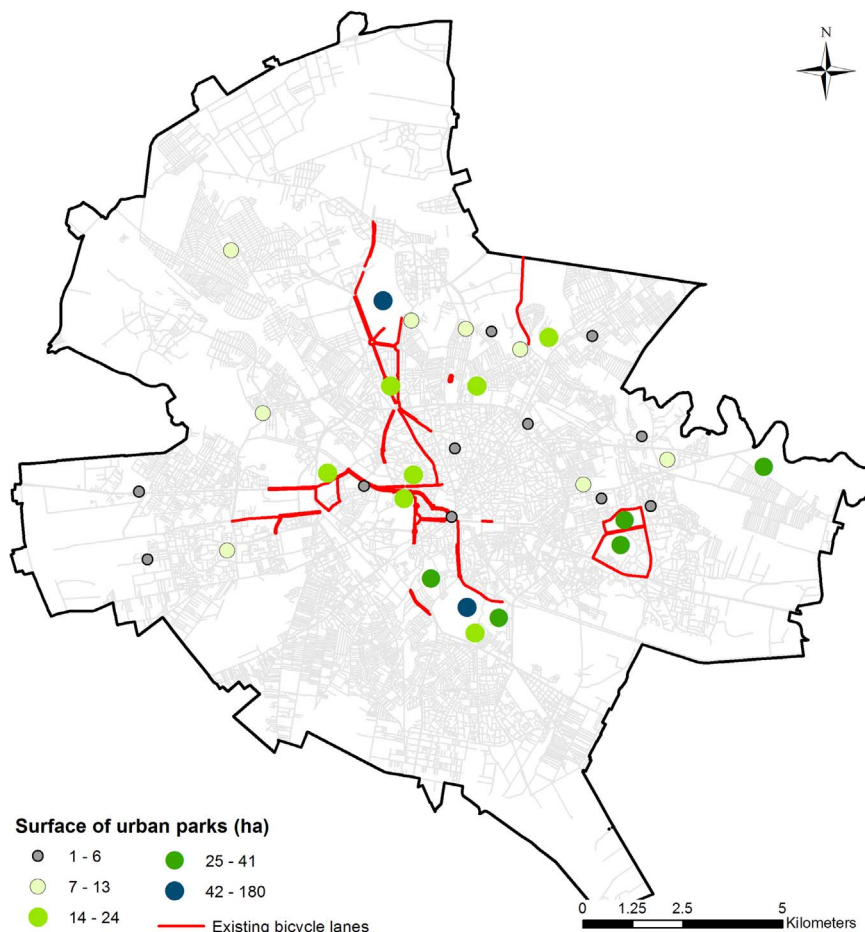 N
Surface of urban parks (ha)
1 - 6
7 - 13
14 - 24
25 - 41
42 - 180
Existing bicycle lanes
0 1.25 2.5 5
Kilometers